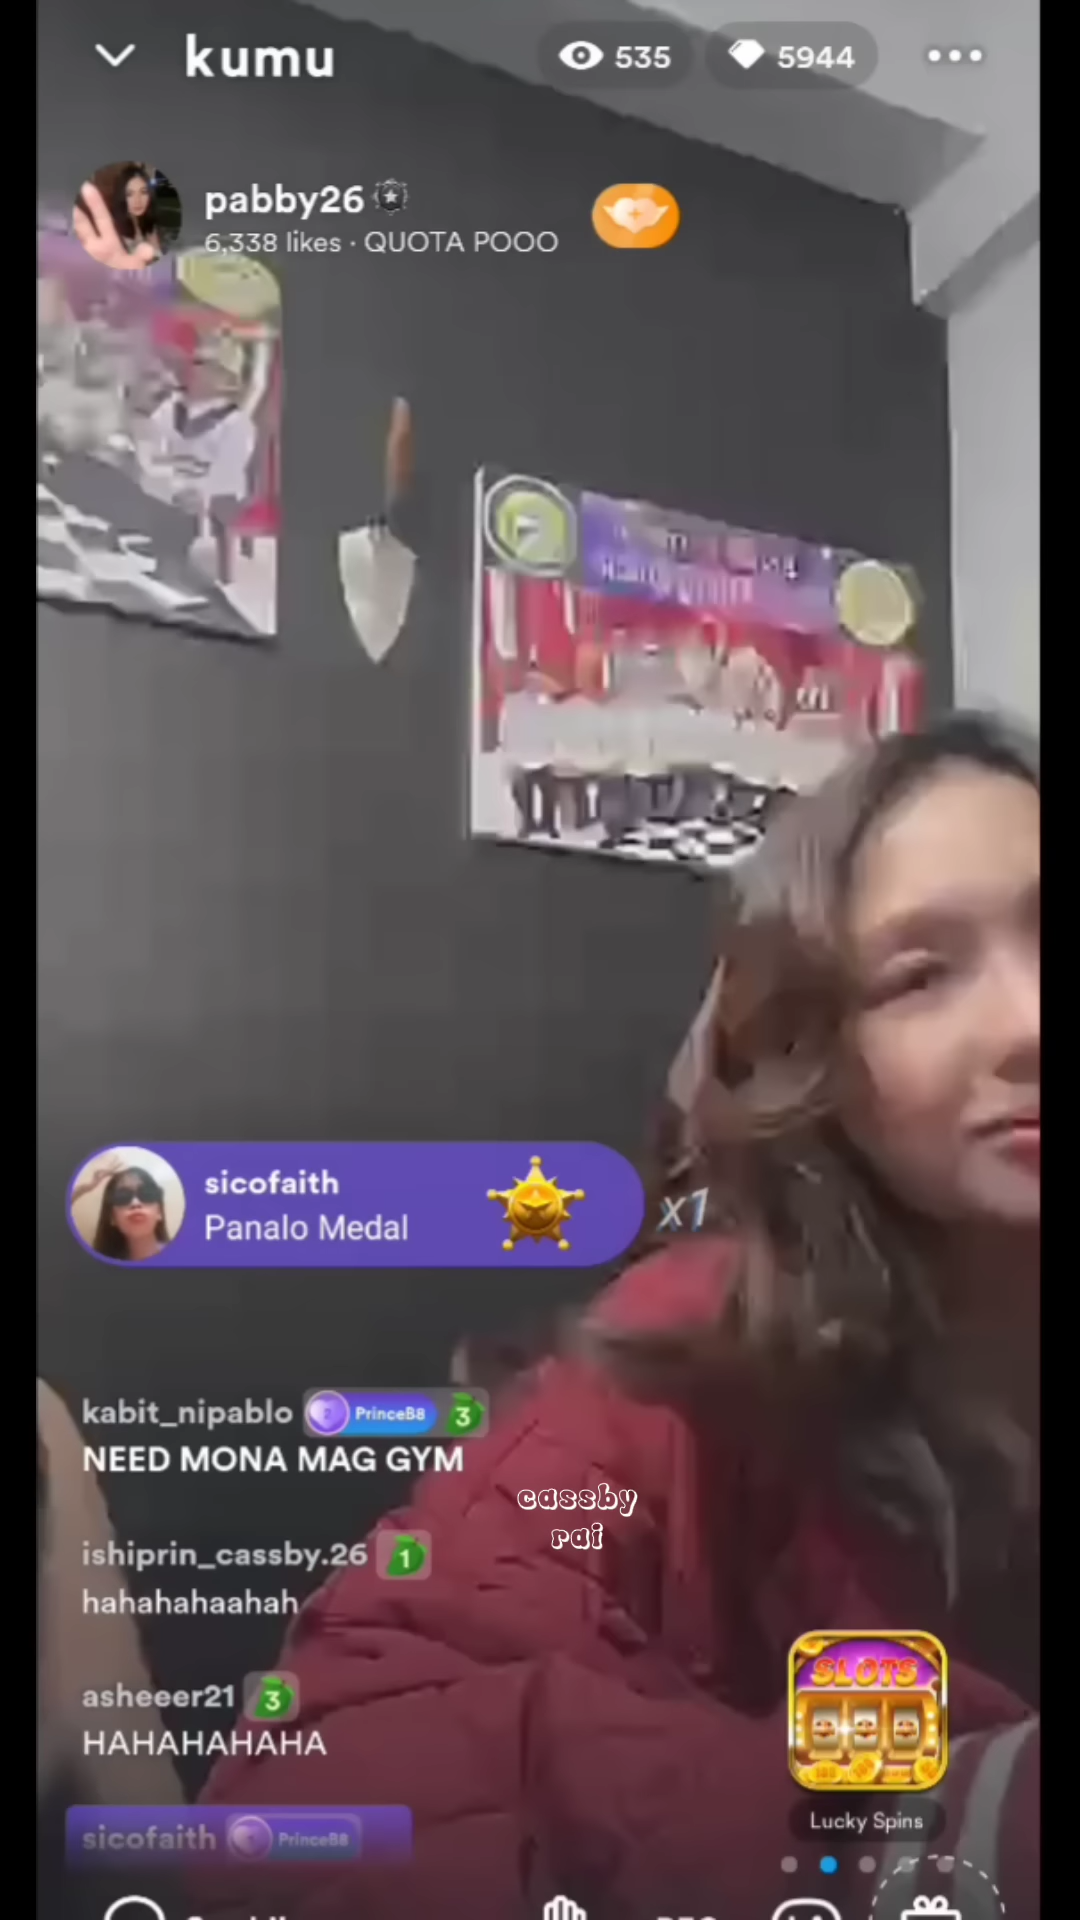 kumu
535
5944
pabby26
6,338 likes · QUOTA POOO
sicofaith
Panalo Medal
x1
kabit_nipablo PrinceB8 3
NEED MONA MAG GYM
cassby
rai
ishiprin_cassby.26 1
hahahahaahah
asheeer21 3
HAHAHAHAHA
SLOTS
sicofaith PrinceB8
Lucky Spins